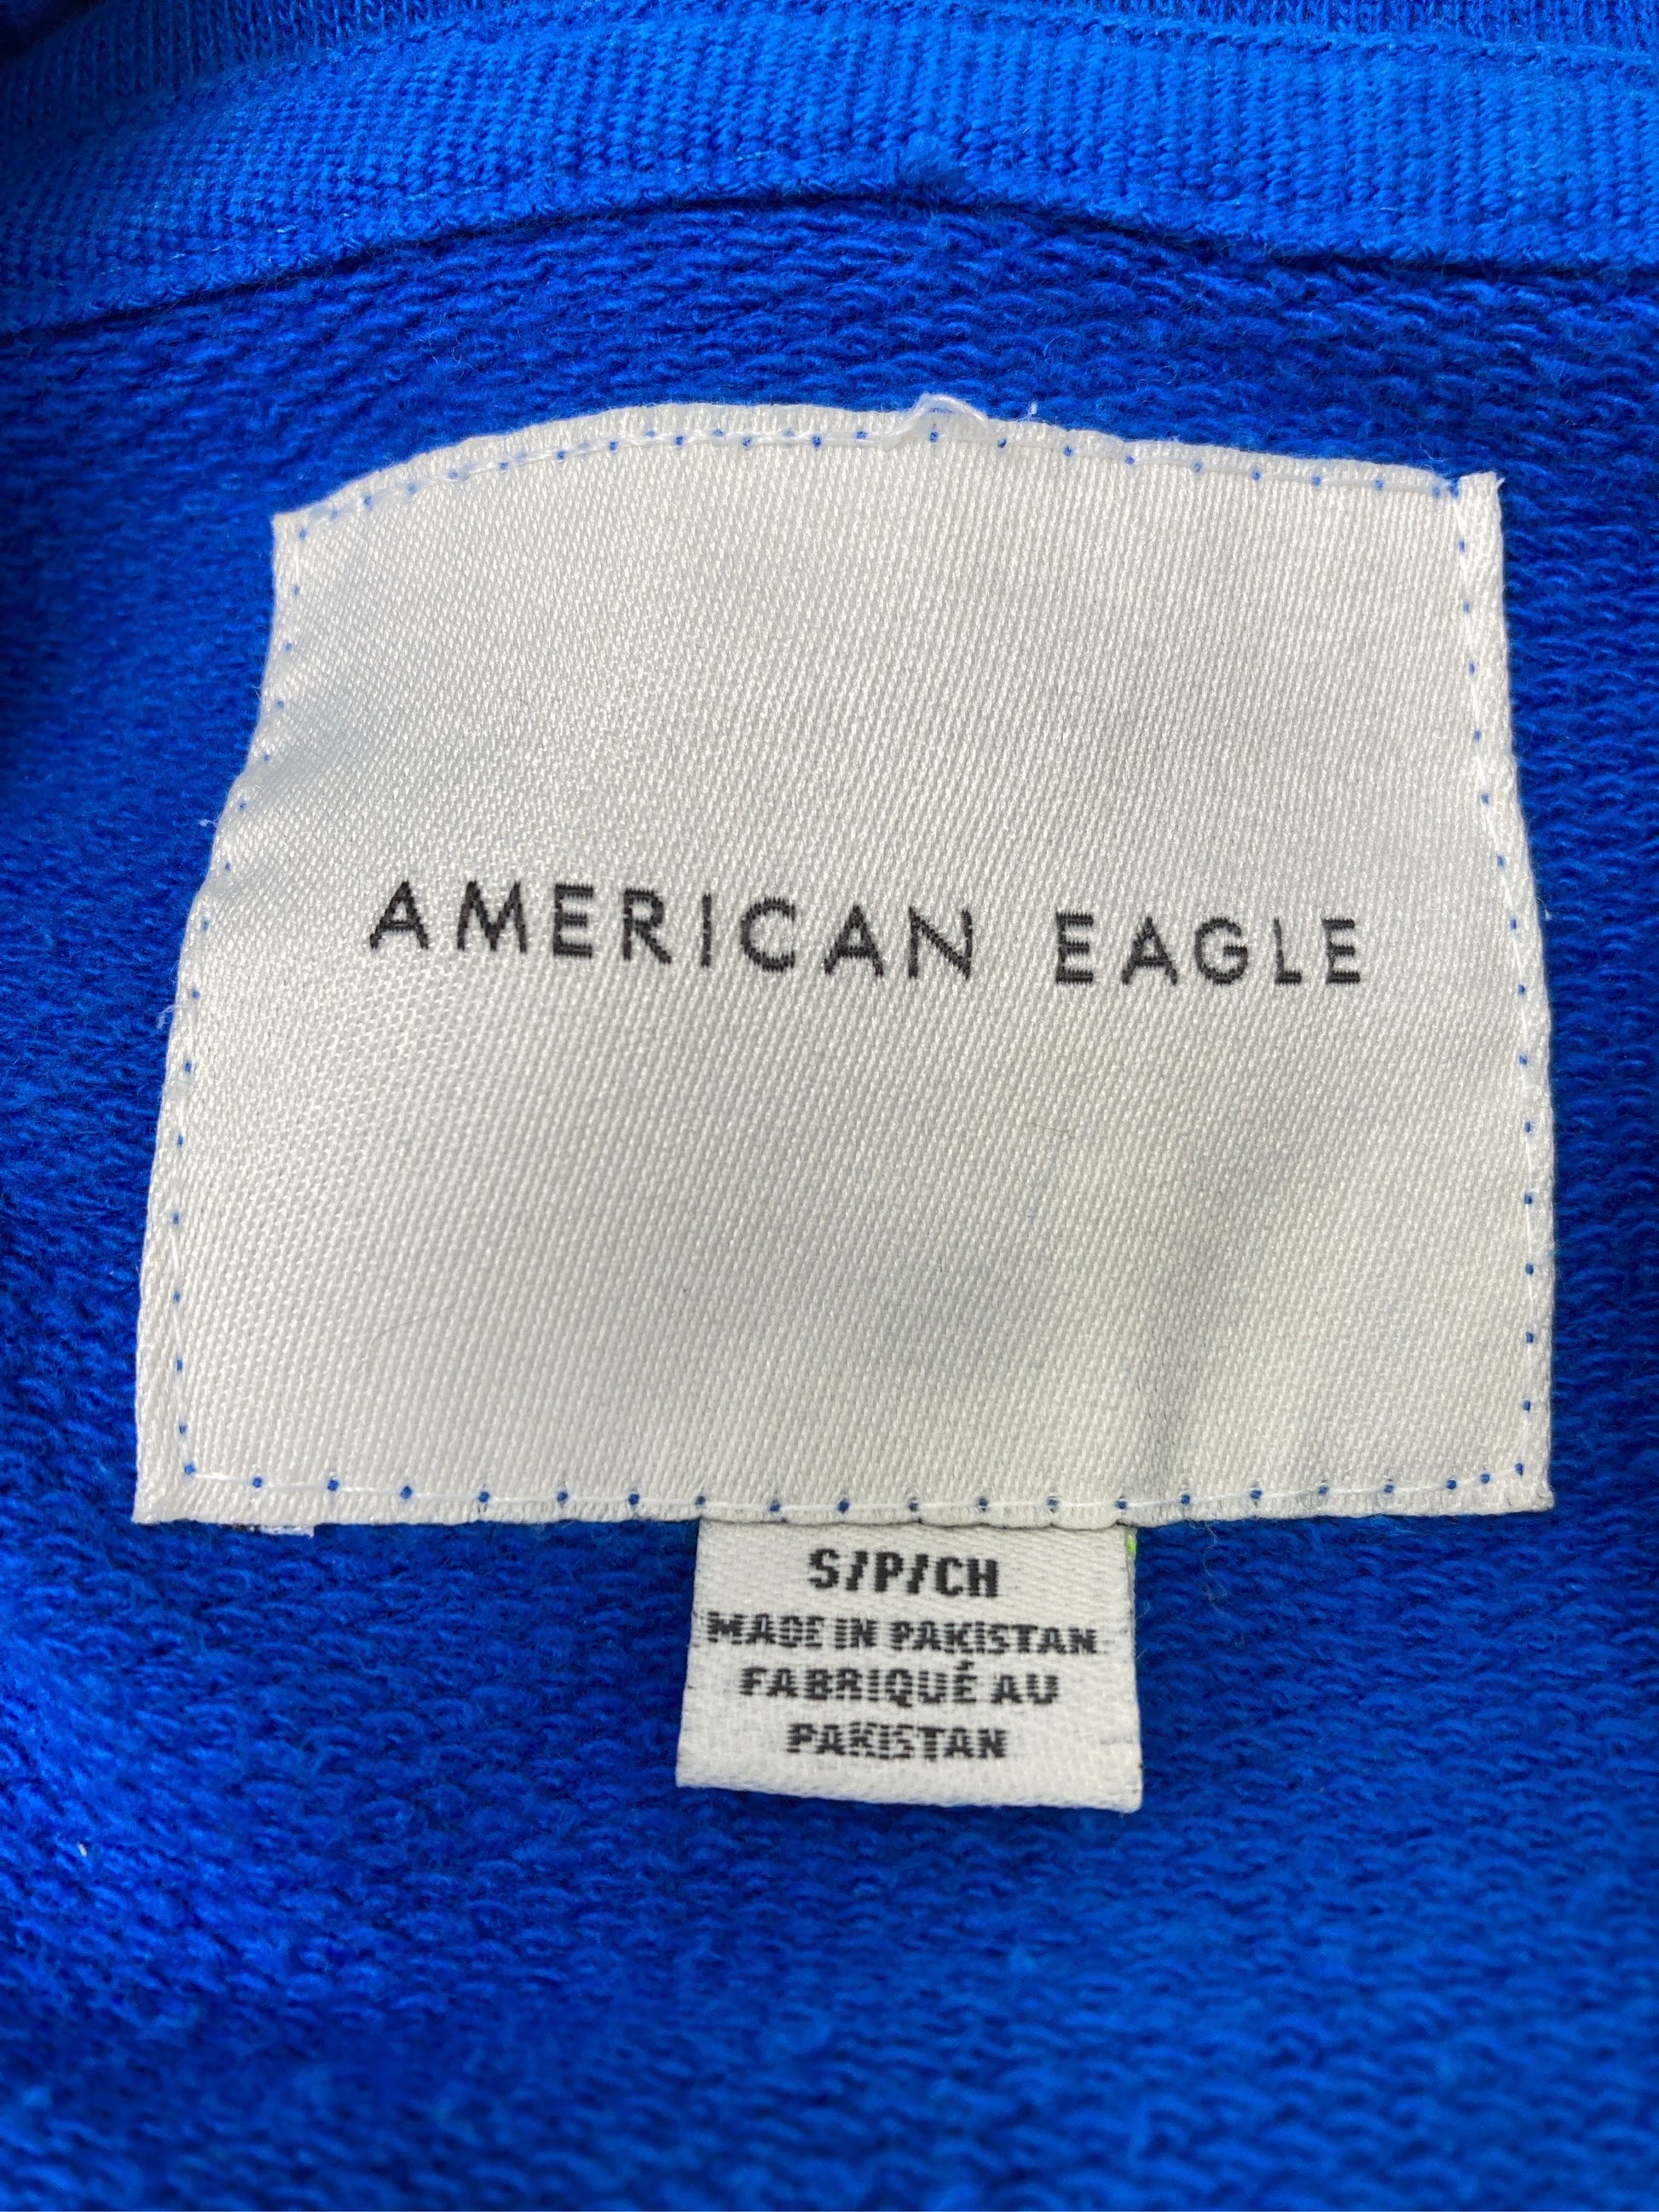 AMERICAN EAGLE
S/P/CH
MADE IN PAKISTAN
FABRIQUÉ AU
PAKISTAN